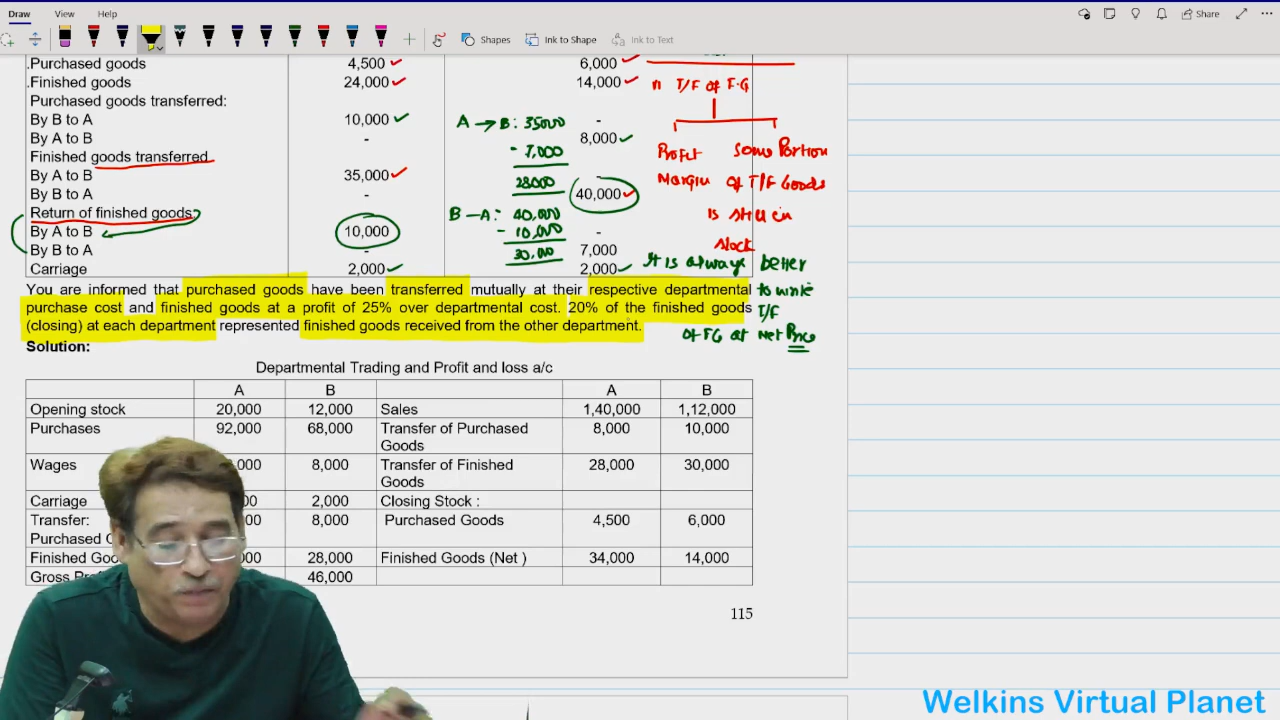 Draw View Help
Share
Shapes Ink to Shape Ink to Text
.Purchased goods 4,500 6,000
.Finished goods 24,000 14,000
Purchased goods transferred:
By B to A 10,000 -
By A to B - 8,000
Finished goods transferred
By A to B 35,000 -
By B to A - 40,000
Return of finished goods
By A to B 10,000
By B to A - 7,000
Carriage 2,000 2,000
A → B: 35000
- 7,000
28000
B - A: 40,000
- 10,000
30,000
n T/F of F.G
Profit Some Portion
Margin of T/F Goods
is still in
stock
It is always better
to write
T/F
of FG at Net Price
You are informed that purchased goods have been transferred mutually at their respective departmental
purchase cost and finished goods at a profit of 25% over departmental cost. 20% of the finished goods
(closing) at each department represented finished goods received from the other department.
Solution:
Departmental Trading and Profit and loss a/c
A B A B
Opening stock 20,000 12,000 Sales 1,40,000 1,12,000
Purchases 92,000 68,000 Transfer of Purchased Goods 8,000 10,000
Wages ,000 8,000 Transfer of Finished Goods 28,000 30,000
Carriage 00 2,000 Closing Stock :
Transfer: Purchased G 00 8,000 Purchased Goods 4,500 6,000
Finished Goo 00 28,000 Finished Goods (Net ) 34,000 14,000
Gross Pro 46,000
115
Welkins Virtual Planet